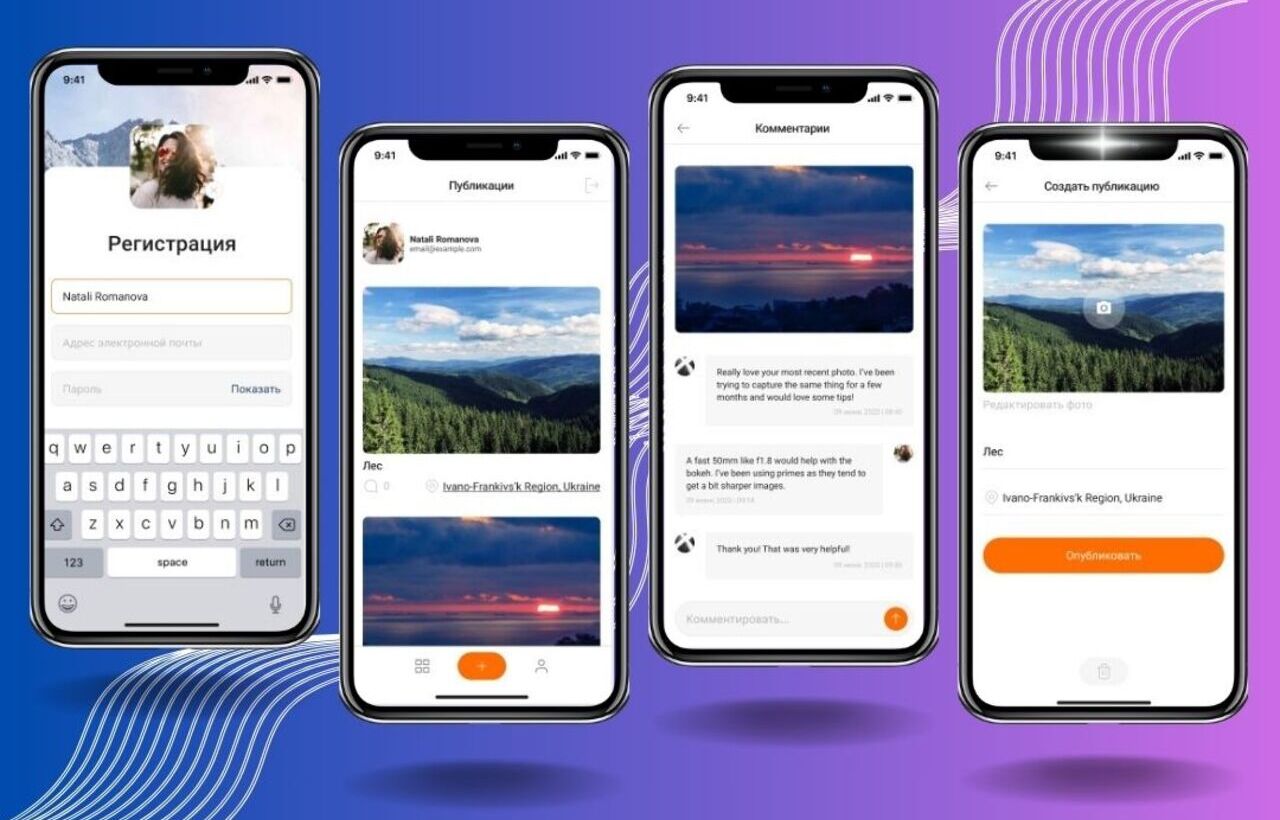 9:41
Регистрация
Natali Romanova
Адрес электронной почты
Пароль
Показать
q w e r t y u i o p
a s d f g h j k l
z x c v b n m
123
space
return
9:41
Публикации
Natali Romanova
email@example.com
Лес
0
Ivano-Frankivs'k Region, Ukraine
9:41
Комментарии
Really love your most recent photo. I've been
trying to capture the same thing for a few
months and would love some tips!
09 июня, 2020 | 08:40
A fast 50mm like f1.8 would help with the
bokeh. I've been using primes as they tend to
get a bit sharper images.
09 июня, 2020 | 09:14
Thank you! That was very helpful!
09 июня, 2020 | 09:20
Комментировать...
9:41
Создать публикацию
Редактировать фото
Лес
Ivano-Frankivs'k Region, Ukraine
Опубликовать